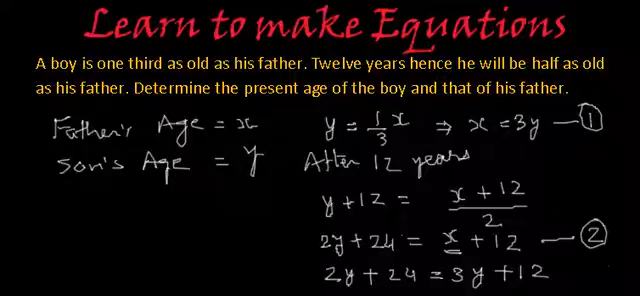 Learn to make Equations
A boy is one third as old as his father. Twelve years hence he will be half as old
as his father. Determine the present age of the boy and that of his father.
Father's Age = x
Son's Age = y
y = 1/3 x ⇒ x = 3y — ①
After 12 years
y + 12 = x + 12 / 2
2y + 24 = x + 12 — ②
2y + 24 = 3y + 12